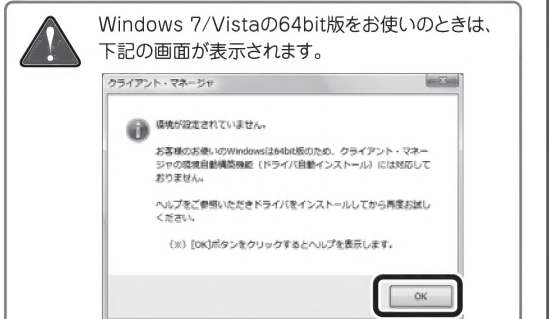 Windows 7/Vistaの64bit版をお使いのときは、
下記の画面が表示されます。
クライアント・マネージャ
環境が設定されていません。
お客様のお使いのWindowsは64bit版のため、クライアント・マネー
ジャの環境自動構築機能（ドライバ自動インストール）には対応して
おりません。
ヘルプをご参照いただきドライバをインストールしてから再度お試し
ください。
(※) [OK]ボタンをクリックするとヘルプを表示します。
OK